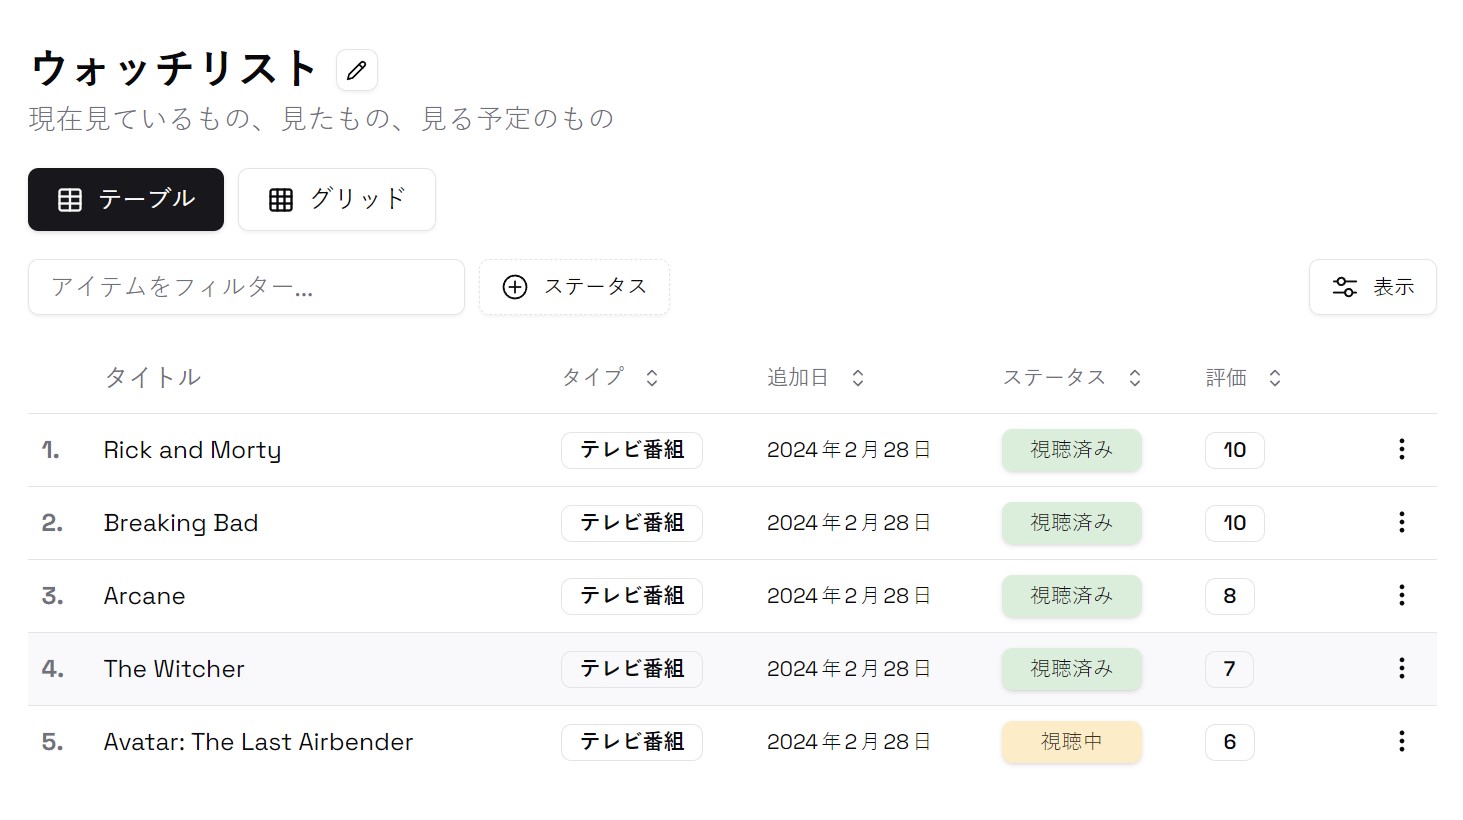 ウォッチリスト
現在見ているもの、見たもの、見る予定のもの
テーブル グリッド
アイテムをフィルター... ステータス 表示
タイトル タイプ 追加日 ステータス 評価
1. Rick and Morty テレビ番組 2024年2月28日 視聴済み 10
2. Breaking Bad テレビ番組 2024年2月28日 視聴済み 10
3. Arcane テレビ番組 2024年2月28日 視聴済み 8
4. The Witcher テレビ番組 2024年2月28日 視聴済み 7
5. Avatar: The Last Airbender テレビ番組 2024年2月28日 視聴中 6